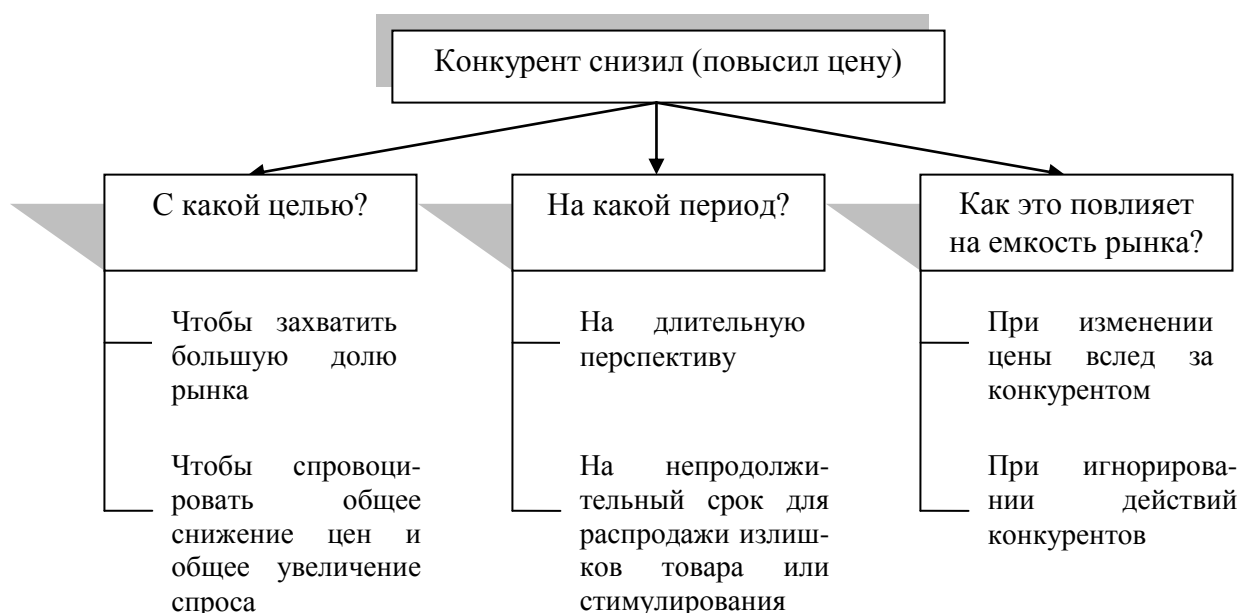 Конкурент снизил (повысил цену)
С какой целью?
Чтобы захватить
большую долю
рынка
Чтобы спровоци-
ровать общее
снижение цен и
общее увеличение
спроса
На какой период?
На длительную
перспективу
На непродолжи-
тельный срок для
распродажи излиш-
ков товара или
стимулирования
Как это повлияет
на емкость рынка?
При изменении
цены вслед за
конкурентом
При игнорирова-
нии действий
конкурентов